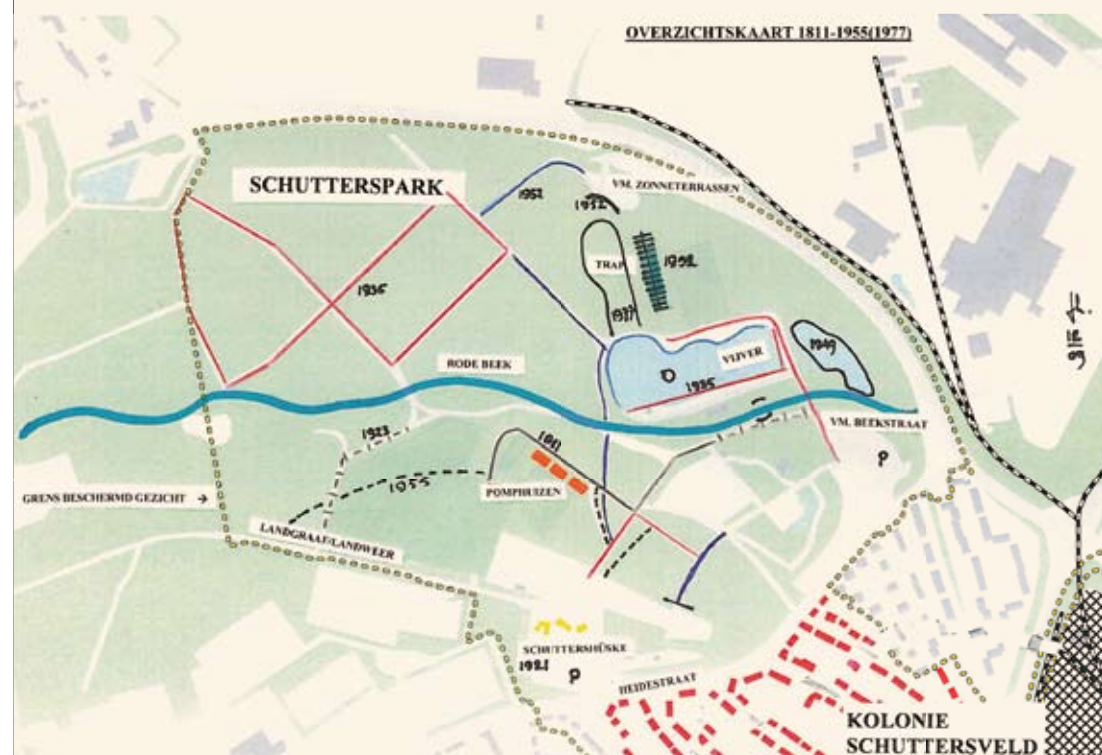 OVERZICHTSKAART 1811-1955(1977)
SCHUTTERSPARK
1952
VM. ZONNETERRASSEN
1952
TRAP
1952
1936
1937
VIJVER
1949
1935
RODE BEEK
VM. BEEKSTRAAT
1923
1811
P
GRENS BESCHERMD GEZICHT →
1955
POMPHUIZEN
LANDGRAAF/LANDWEER
SCHUTTERSHÜSKE
1921
P
HEIDESTRAAT
KOLONIE
SCHUTTERSVELD